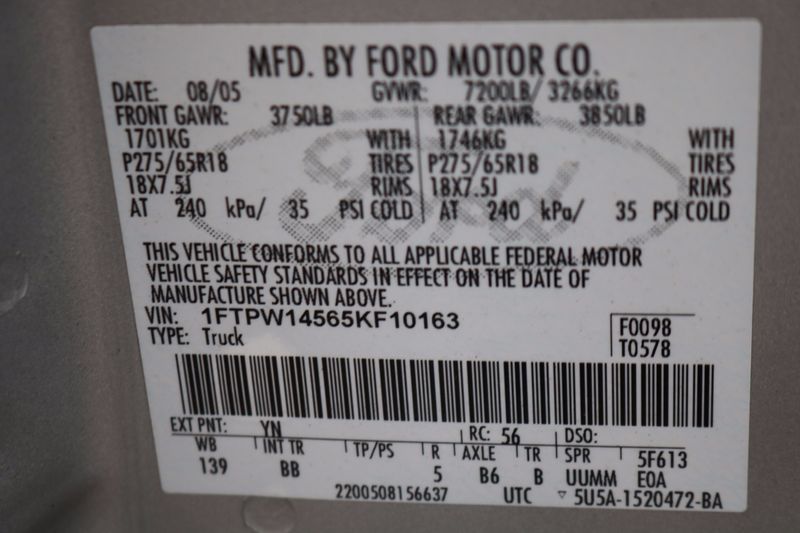 MFD. BY FORD MOTOR CO.
DATE: 08/05 GVWR: 7200LB/ 3266KG
FRONT GAWR: 3750LB REAR GAWR: 3850LB
1701KG WITH 1746KG WITH
P275/65R18 TIRES P275/65R18 TIRES
18X7.5J RIMS 18X7.5J RIMS
AT 240 kPa/ 35 PSI COLD AT 240 kPa/ 35 PSI COLD
THIS VEHICLE CONFORMS TO ALL APPLICABLE FEDERAL MOTOR
VEHICLE SAFETY STANDARDS IN EFFECT ON THE DATE OF
MANUFACTURE SHOWN ABOVE.
VIN: 1FTPW14565KF10163 F0098
TYPE: Truck T0578
EXT PNT: YN RC: 56 DSO:
WB INT TR TP/PS R AXLE TR SPR 5F613
139 BB 5 B6 B UUMM EOA
2200508156637 UTC 5U5A-1520472-BA